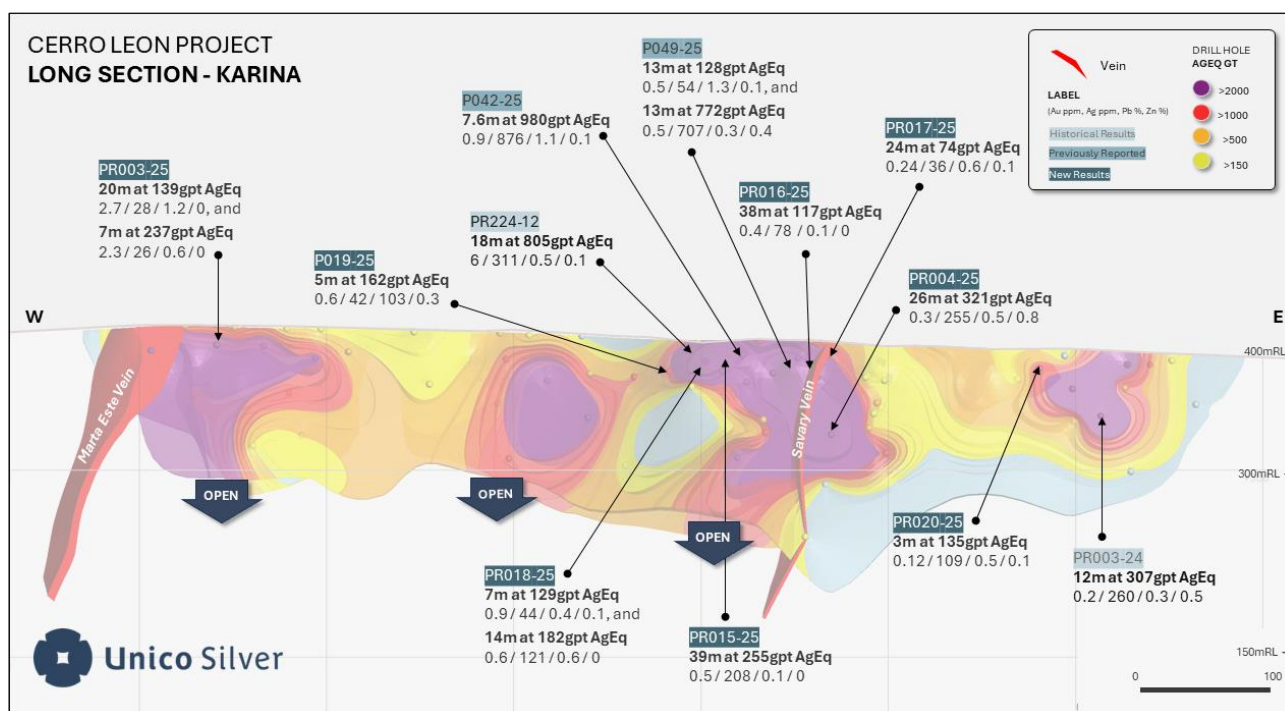 CERRO LEON PROJECT
LONG SECTION - KARINA
PR003-25
20m at 139gpt AgEq
2.7 / 28 / 1.2 / 0, and
7m at 237gpt AgEq
2.3 / 26 / 0.6 / 0
P019-25
5m at 162gpt AgEq
0.6 / 42 / 103 / 0.3
P042-25
7.6m at 980gpt AgEq
0.9 / 876 / 1.1 / 0.1
PR224-12
18m at 805gpt AgEq
6 / 311 / 0.5 / 0.1
P049-25
13m at 128gpt AgEq
0.5 / 54 / 1.3 / 0.1, and
13m at 772gpt AgEq
0.5 / 707 / 0.3 / 0.4
PR016-25
38m at 117gpt AgEq
0.4 / 78 / 0.1 / 0
PR017-25
24m at 74gpt AgEq
0.24 / 36 / 0.6 / 0.1
PR004-25
26m at 321gpt AgEq
0.3 / 255 / 0.5 / 0.8
Vein
LABEL
(Au ppm, Ag ppm, Pb %, Zn %)
Historical Results
Previously Reported
New Results
DRILL HOLE
AGEQ GT
>2000
>1000
>500
>150
W
E
400mRL
300mRL -
150mRL -
Marta Este Vein
Savary Vein
OPEN
OPEN
OPEN
PR018-25
7m at 129gpt AgEq
0.9 / 44 / 0.4 / 0.1, and
14m at 182gpt AgEq
0.6 / 121 / 0.6 / 0
PR015-25
39m at 255gpt AgEq
0.5 / 208 / 0.1 / 0
PR020-25
3m at 135gpt AgEq
0.12 / 109 / 0.5 / 0.1
PR003-24
12m at 307gpt AgEq
0.2 / 260 / 0.3 / 0.5
Unico Silver
0 100